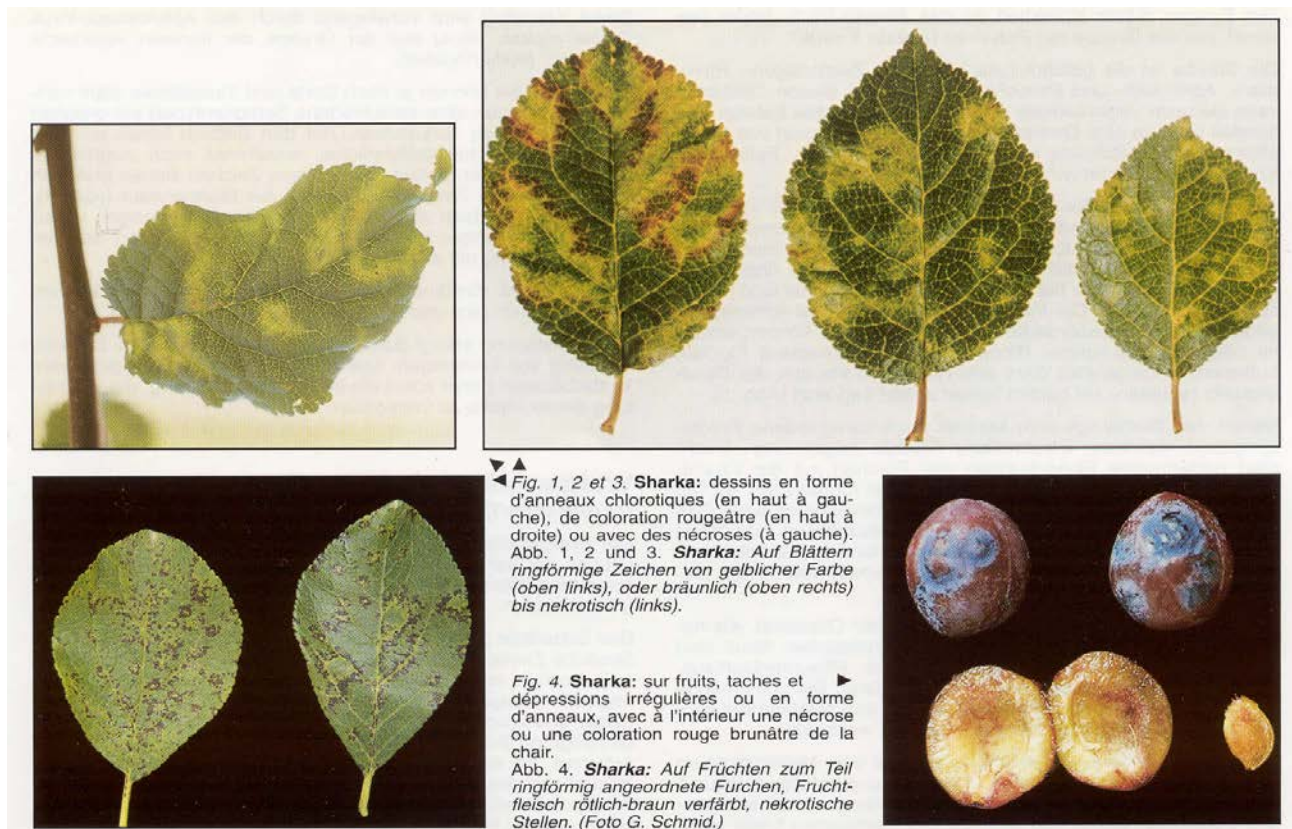 Fig. 1, 2 et 3. Sharka: dessins en forme
d'anneaux chlorotiques (en haut à gau-
che), de coloration rougeâtre (en haut à
droite) ou avec des nécroses (à gauche).
Abb. 1, 2 und 3. Sharka: Auf Blättern
ringförmige Zeichen von gelblicher Farbe
(oben links), oder bräunlich (oben rechts)
bis nekrotisch (links).
Fig. 4. Sharka: sur fruits, taches et
dépressions irrégulières ou en forme
d'anneaux, avec à l'intérieur une nécrose
ou une coloration rouge brunâtre de la
chair.
Abb. 4. Sharka: Auf Früchten zum Teil
ringförmig angeordnete Furchen, Frucht-
fleisch rötlich-braun verfärbt, nekrotische
Stellen. (Foto G. Schmid.)